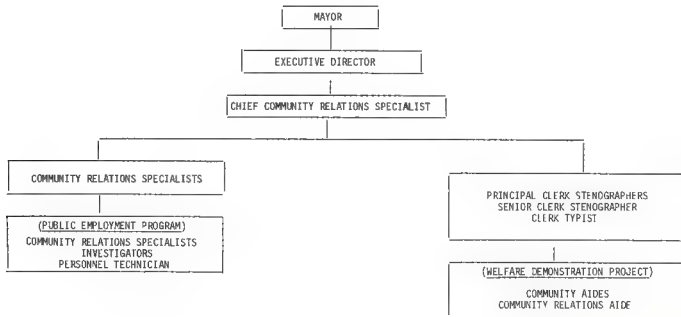 MAYOR
EXECUTIVE DIRECTOR
CHIEF COMMUNITY RELATIONS SPECIALIST
COMMUNITY RELATIONS SPECIALISTS
(PUBLIC EMPLOYMENT PROGRAM)
COMMUNITY RELATIONS SPECIALISTS
INVESTIGATORS
PERSONNEL TECHNICIAN
PRINCIPAL CLERK STENOGRAPHERS
SENIOR CLERK STENOGRAPHER
CLERK TYPIST
(WELFARE DEMONSTRATION PROJECT)
COMMUNITY AIDES
COMMUNITY RELATIONS AIDE